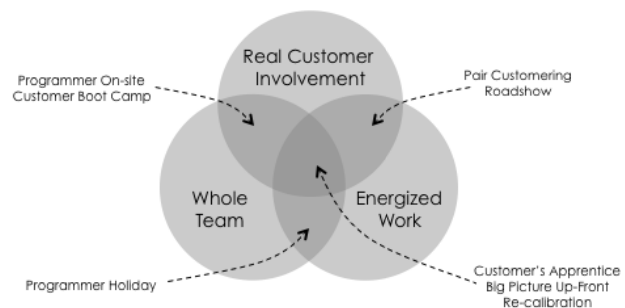 Real Customer
Involvement
Programmer On-site
Customer Boot Camp
Pair Customering
Roadshow
Whole
Team
Energized
Work
Programmer Holiday
Customer's Apprentice
Big Picture Up-Front
Re-calibration